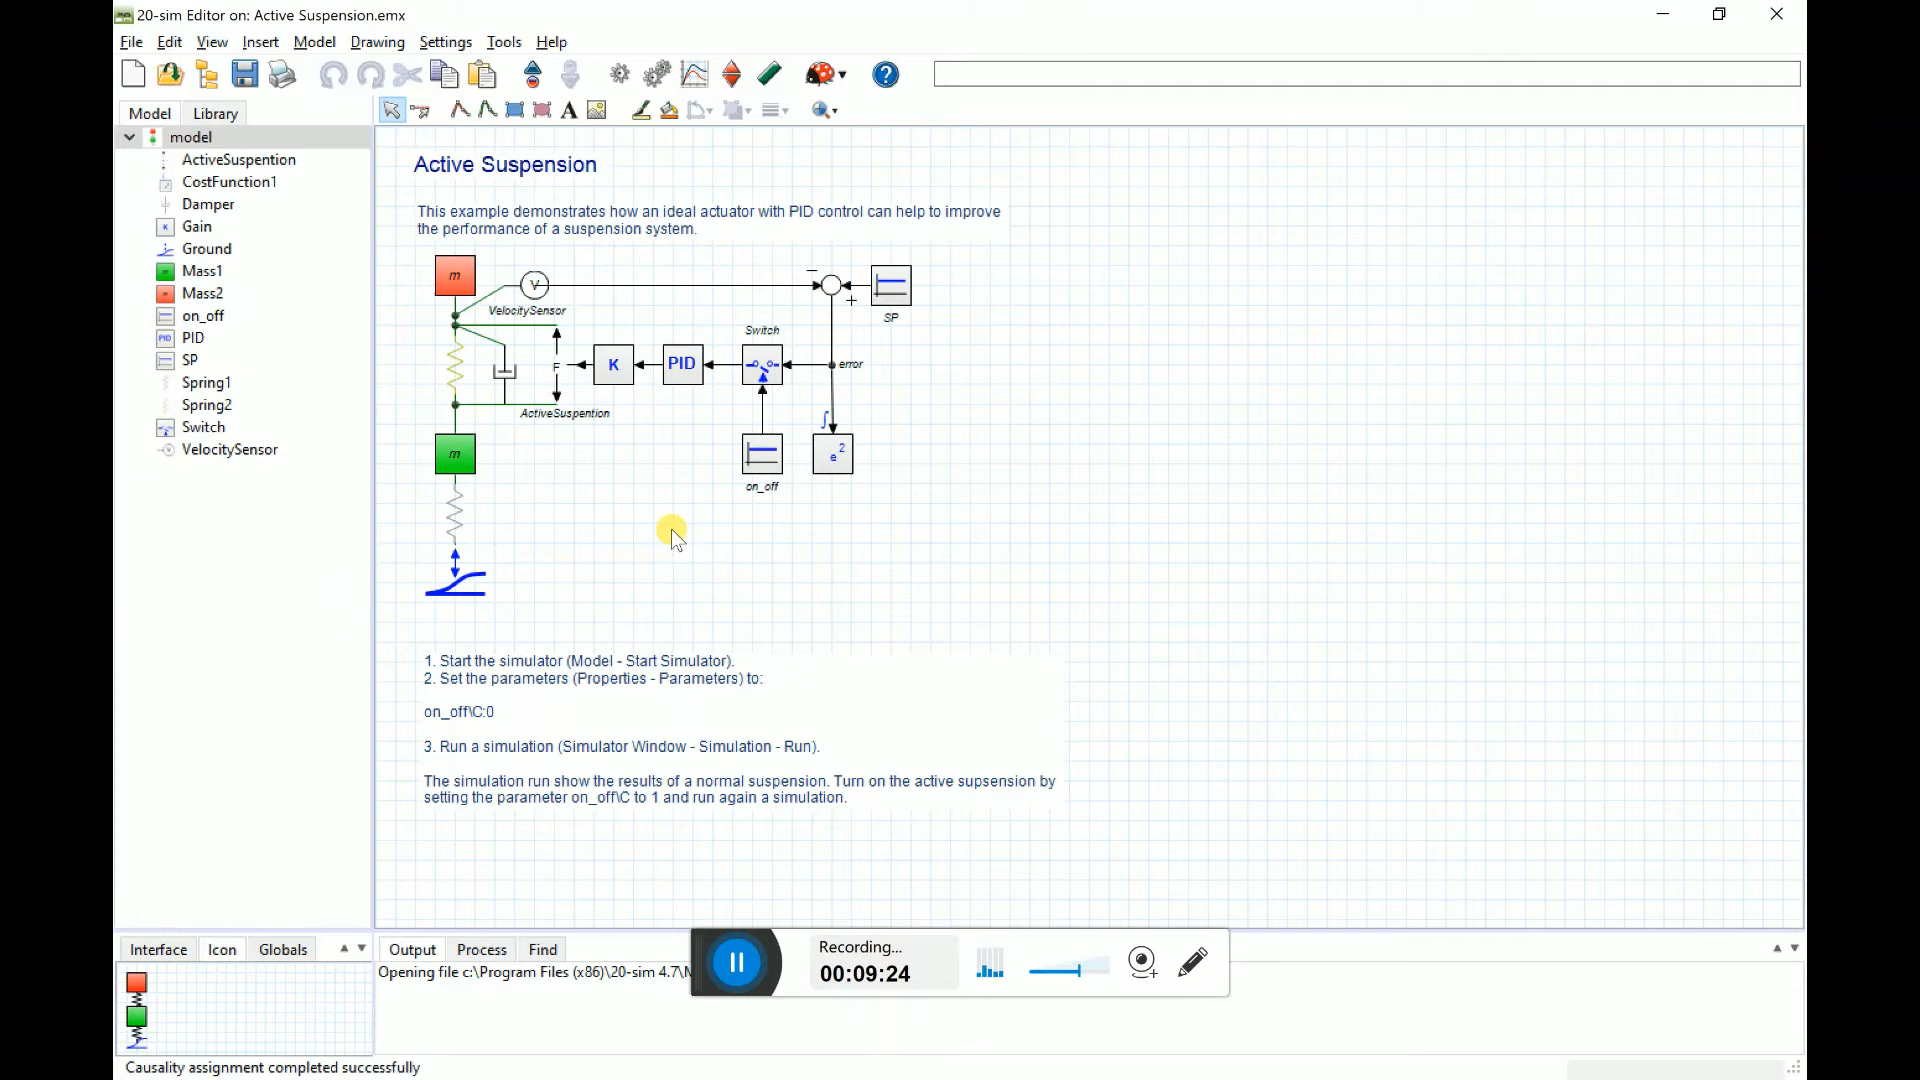 20-sim Editor on: Active Suspension.emx
File Edit View Insert Model Drawing Settings Tools Help
Model Library
model
ActiveSuspention
CostFunction1
Damper
K Gain
Ground
Mass1
Mass2
on_off
PID PID
SP
Spring1
Spring2
Switch
VelocitySensor
A
Active Suspension
This example demonstrates how an ideal actuator with PID control can help to improve
the performance of a suspension system.
m
V
VelocitySensor
−
+
SP
Switch
F
K
PID
error
ActiveSuspention
∫
m
e 2
on_off
1. Start the simulator (Model - Start Simulator).
2. Set the parameters (Properties - Parameters) to:
on_off\C:0
3. Run a simulation (Simulator Window - Simulation - Run).
The simulation run show the results of a normal suspension. Turn on the active supsension by
setting the parameter on_off\C to 1 and run again a simulation.
Interface Icon Globals
Output Process Find
Opening file c:\Program Files (x86)\20-sim 4.7\
Recording...
00:09:24
Causality assignment completed successfully